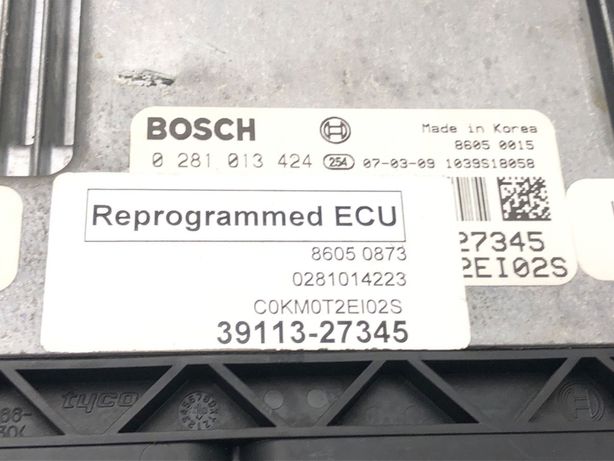 BOSCH
Made in Korea
8605 0015
0 281 013 424 254 07-03-09 1039S18058
Reprogrammed ECU
8605 0873
0281014223
C0KM0T2EI02S
39113-27345
27345
2EI02S
tyco